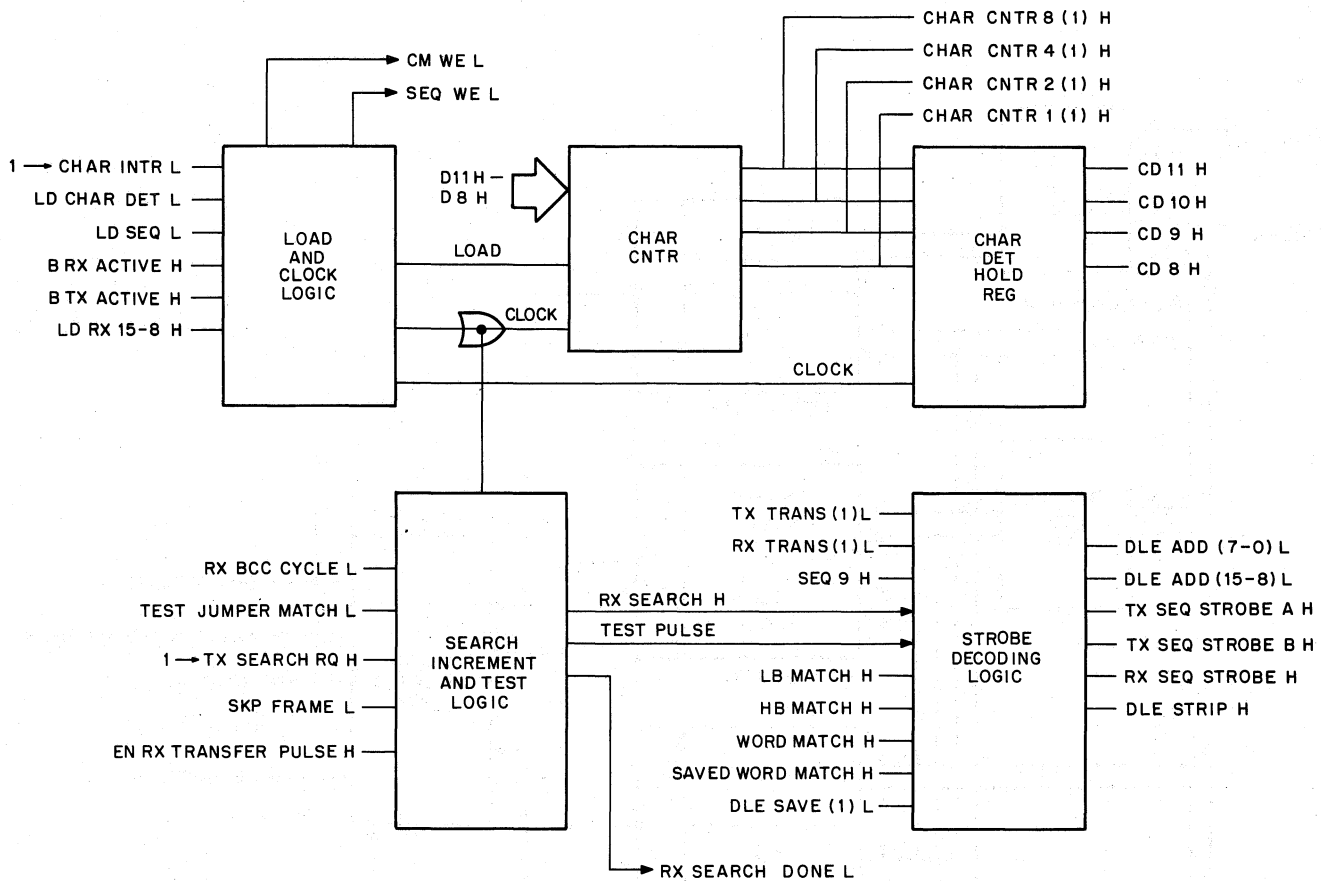 CHAR CNTR 8 (1) H
CHAR CNTR 4 (1) H
CHAR CNTR 2 (1) H
CHAR CNTR 1 (1) H
CM WE L
SEQ WE L
1 → CHAR INTR L
LD CHAR DET L
LD SEQ L
B RX ACTIVE H
B TX ACTIVE H
LD RX 15-8 H
LOAD
AND
CLOCK
LOGIC
D11 H –
D8 H
LOAD
CLOCK
CHAR
CNTR
CLOCK
CHAR
DET
HOLD
REG
CD 11 H
CD 10 H
CD 9 H
CD 8 H
RX BCC CYCLE L
TEST JUMPER MATCH L
1 → TX SEARCH RQ H
SKP FRAME L
EN RX TRANSFER PULSE H
SEARCH
INCREMENT
AND TEST
LOGIC
RX SEARCH H
TEST PULSE
RX SEARCH DONE L
TX TRANS (1) L
RX TRANS (1) L
SEQ 9 H
LB MATCH H
HB MATCH H
WORD MATCH H
SAVED WORD MATCH H
DLE SAVE (1) L
STROBE
DECODING
LOGIC
DLE ADD (7-0) L
DLE ADD (15-8) L
TX SEQ STROBE A H
TX SEQ STROBE B H
RX SEQ STROBE H
DLE STRIP H